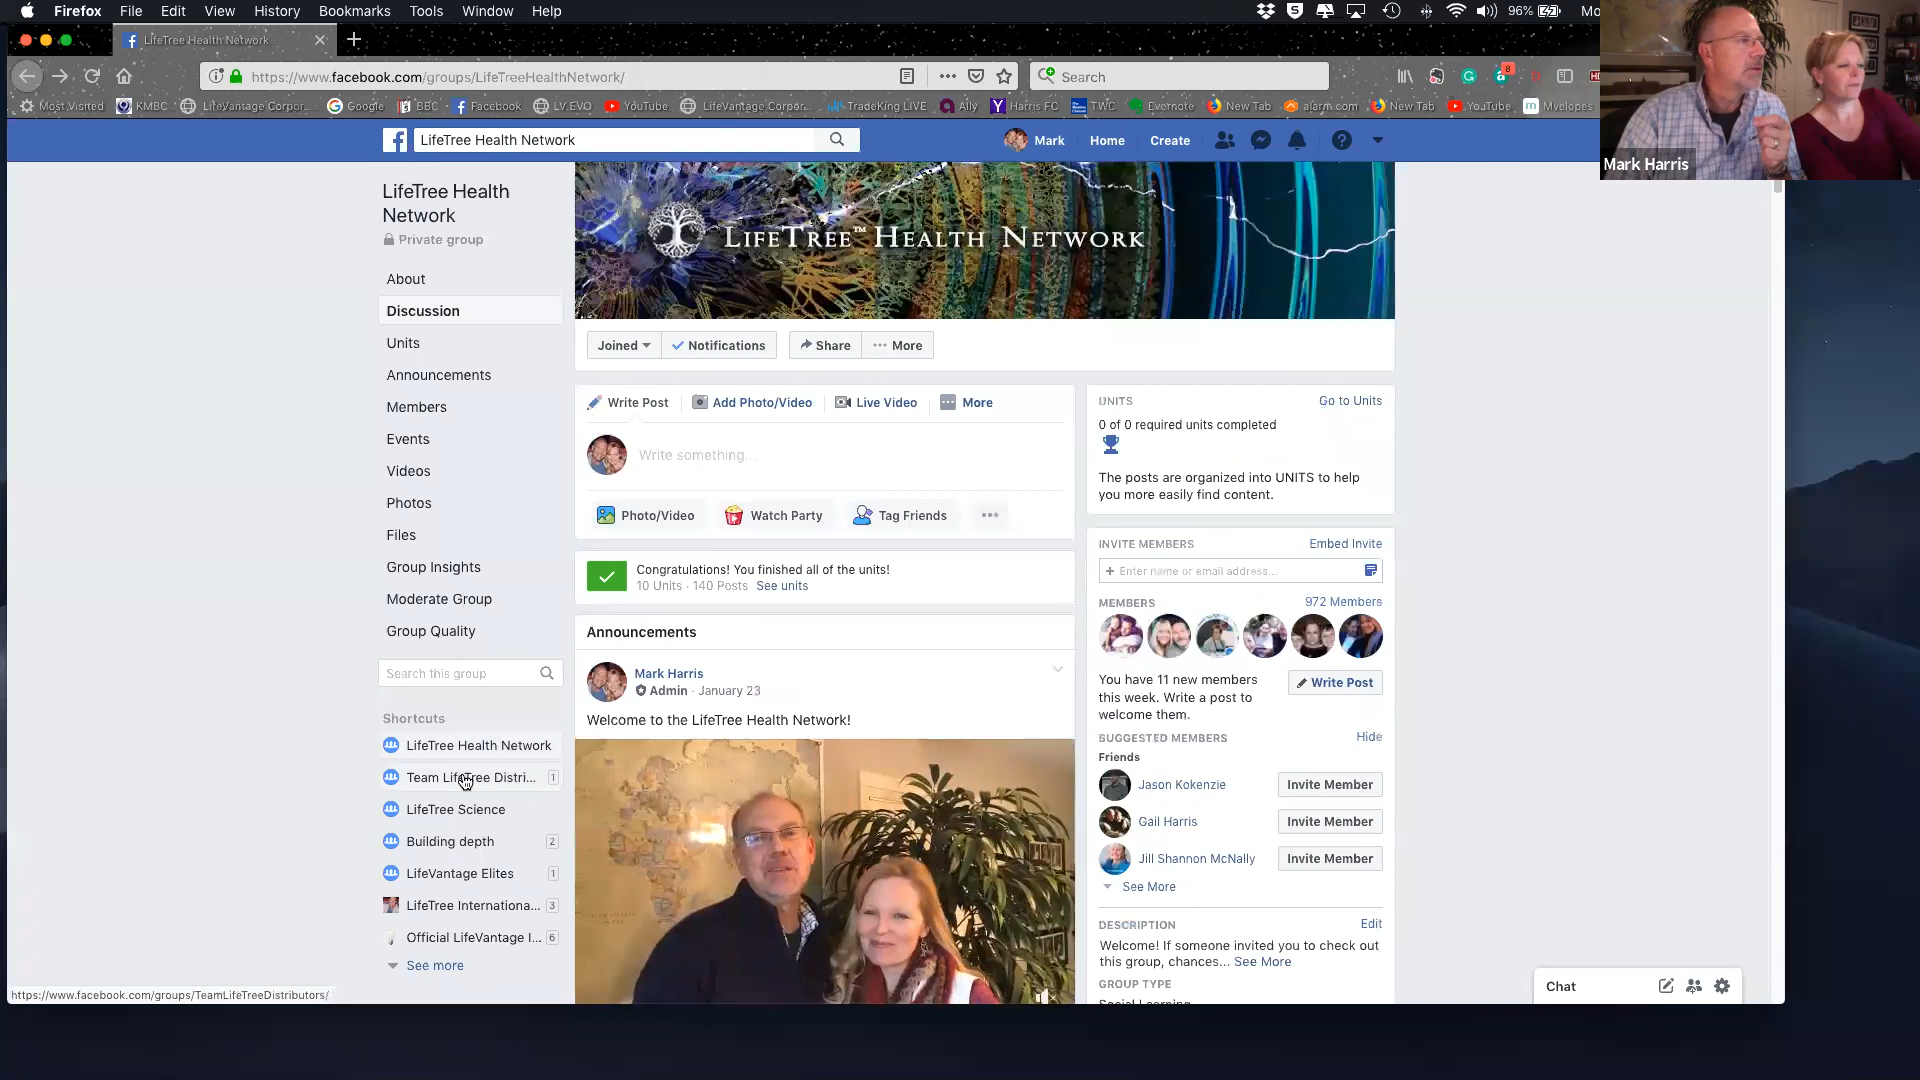 Firefox File Edit View History Bookmarks Tools Window Help 96% Mo
LifeTree Health Network
https://www.facebook.com/groups/LifeTreeHealthNetwork/ Search
Most Visited KMBC LifeVantage Corpor... Google BBC Facebook LV EVO YouTube LifeVantage Corpor... TradeKing LIVE Ally Harris FC TWC Evernote New Tab alarm.com New Tab YouTube Mvelopes
LifeTree Health Network Mark Home Create
Mark Harris
LifeTree Health
Network
Private group
About
Discussion
Units
Announcements
Members
Events
Videos
Photos
Files
Group Insights
Moderate Group
Group Quality
Search this group
Shortcuts
LifeTree Health Network
Team LifeTree Distri... 1
LifeTree Science
Building depth 2
LifeVantage Elites 1
LifeTree Internationa... 3
Official LifeVantage I... 6
See more
https://www.facebook.com/groups/TeamLifeTreeDistributors/
LIFETREE™ HEALTH NETWORK
Joined Notifications Share More
Write Post Add Photo/Video Live Video More
Write something...
Photo/Video Watch Party Tag Friends
Congratulations! You finished all of the units!
10 Units · 140 Posts See units
Announcements
Mark Harris
Admin · January 23
Welcome to the LifeTree Health Network!
UNITS Go to Units
0 of 0 required units completed
The posts are organized into UNITS to help
you more easily find content.
INVITE MEMBERS Embed Invite
+ Enter name or email address...
MEMBERS 972 Members
You have 11 new members
this week. Write a post to
welcome them.
Write Post
SUGGESTED MEMBERS Hide
Friends
Jason Kokenzie Invite Member
Gail Harris Invite Member
Jill Shannon McNally Invite Member
See More
DESCRIPTION Edit
Welcome! If someone invited you to check out
this group, chances... See More
GROUP TYPE
Social Learning
Chat